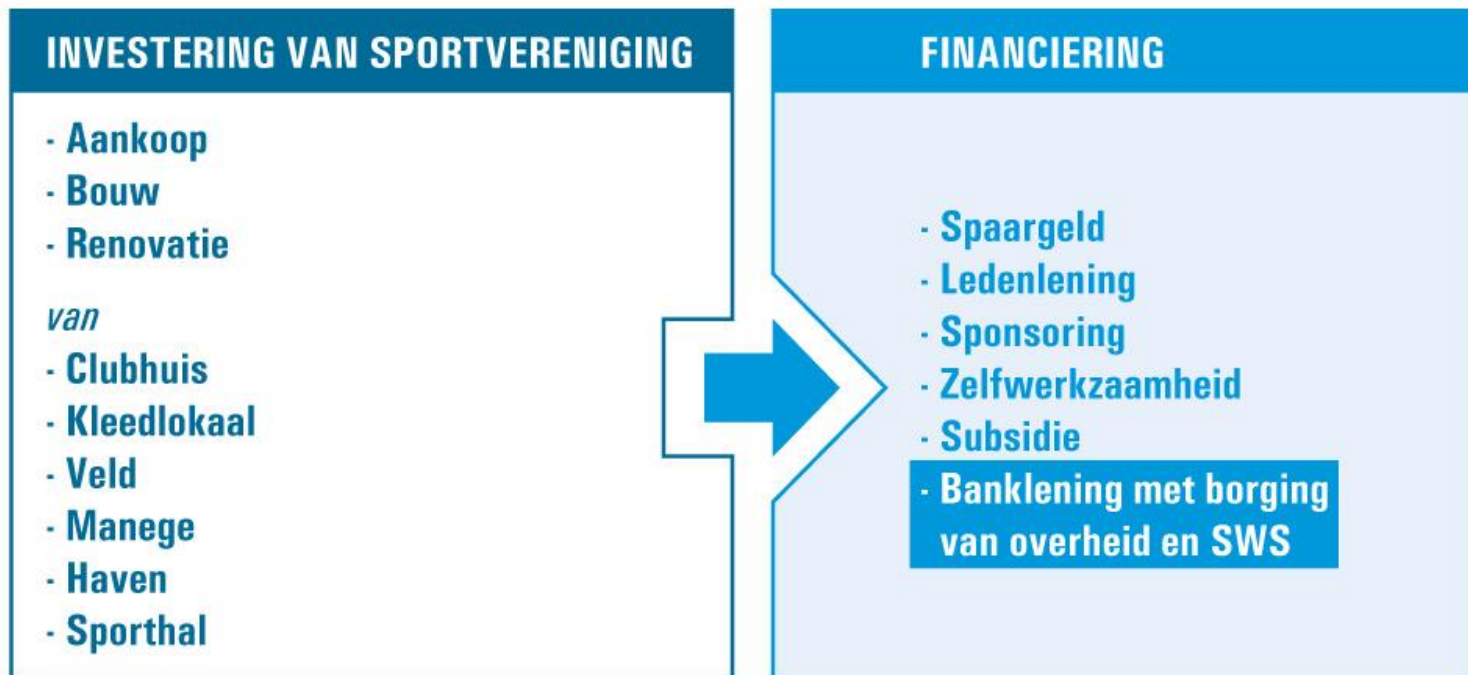 INVESTERING VAN SPORTVERENIGING
- Aankoop
- Bouw
- Renovatie
van
- Clubhuis
- Kleedlokaal
- Veld
- Manege
- Haven
- Sporthal
FINANCIERING
- Spaargeld
- Ledenlening
- Sponsoring
- Zelfwerkzaamheid
- Subsidie
- Banklening met borging
van overheid en SWS